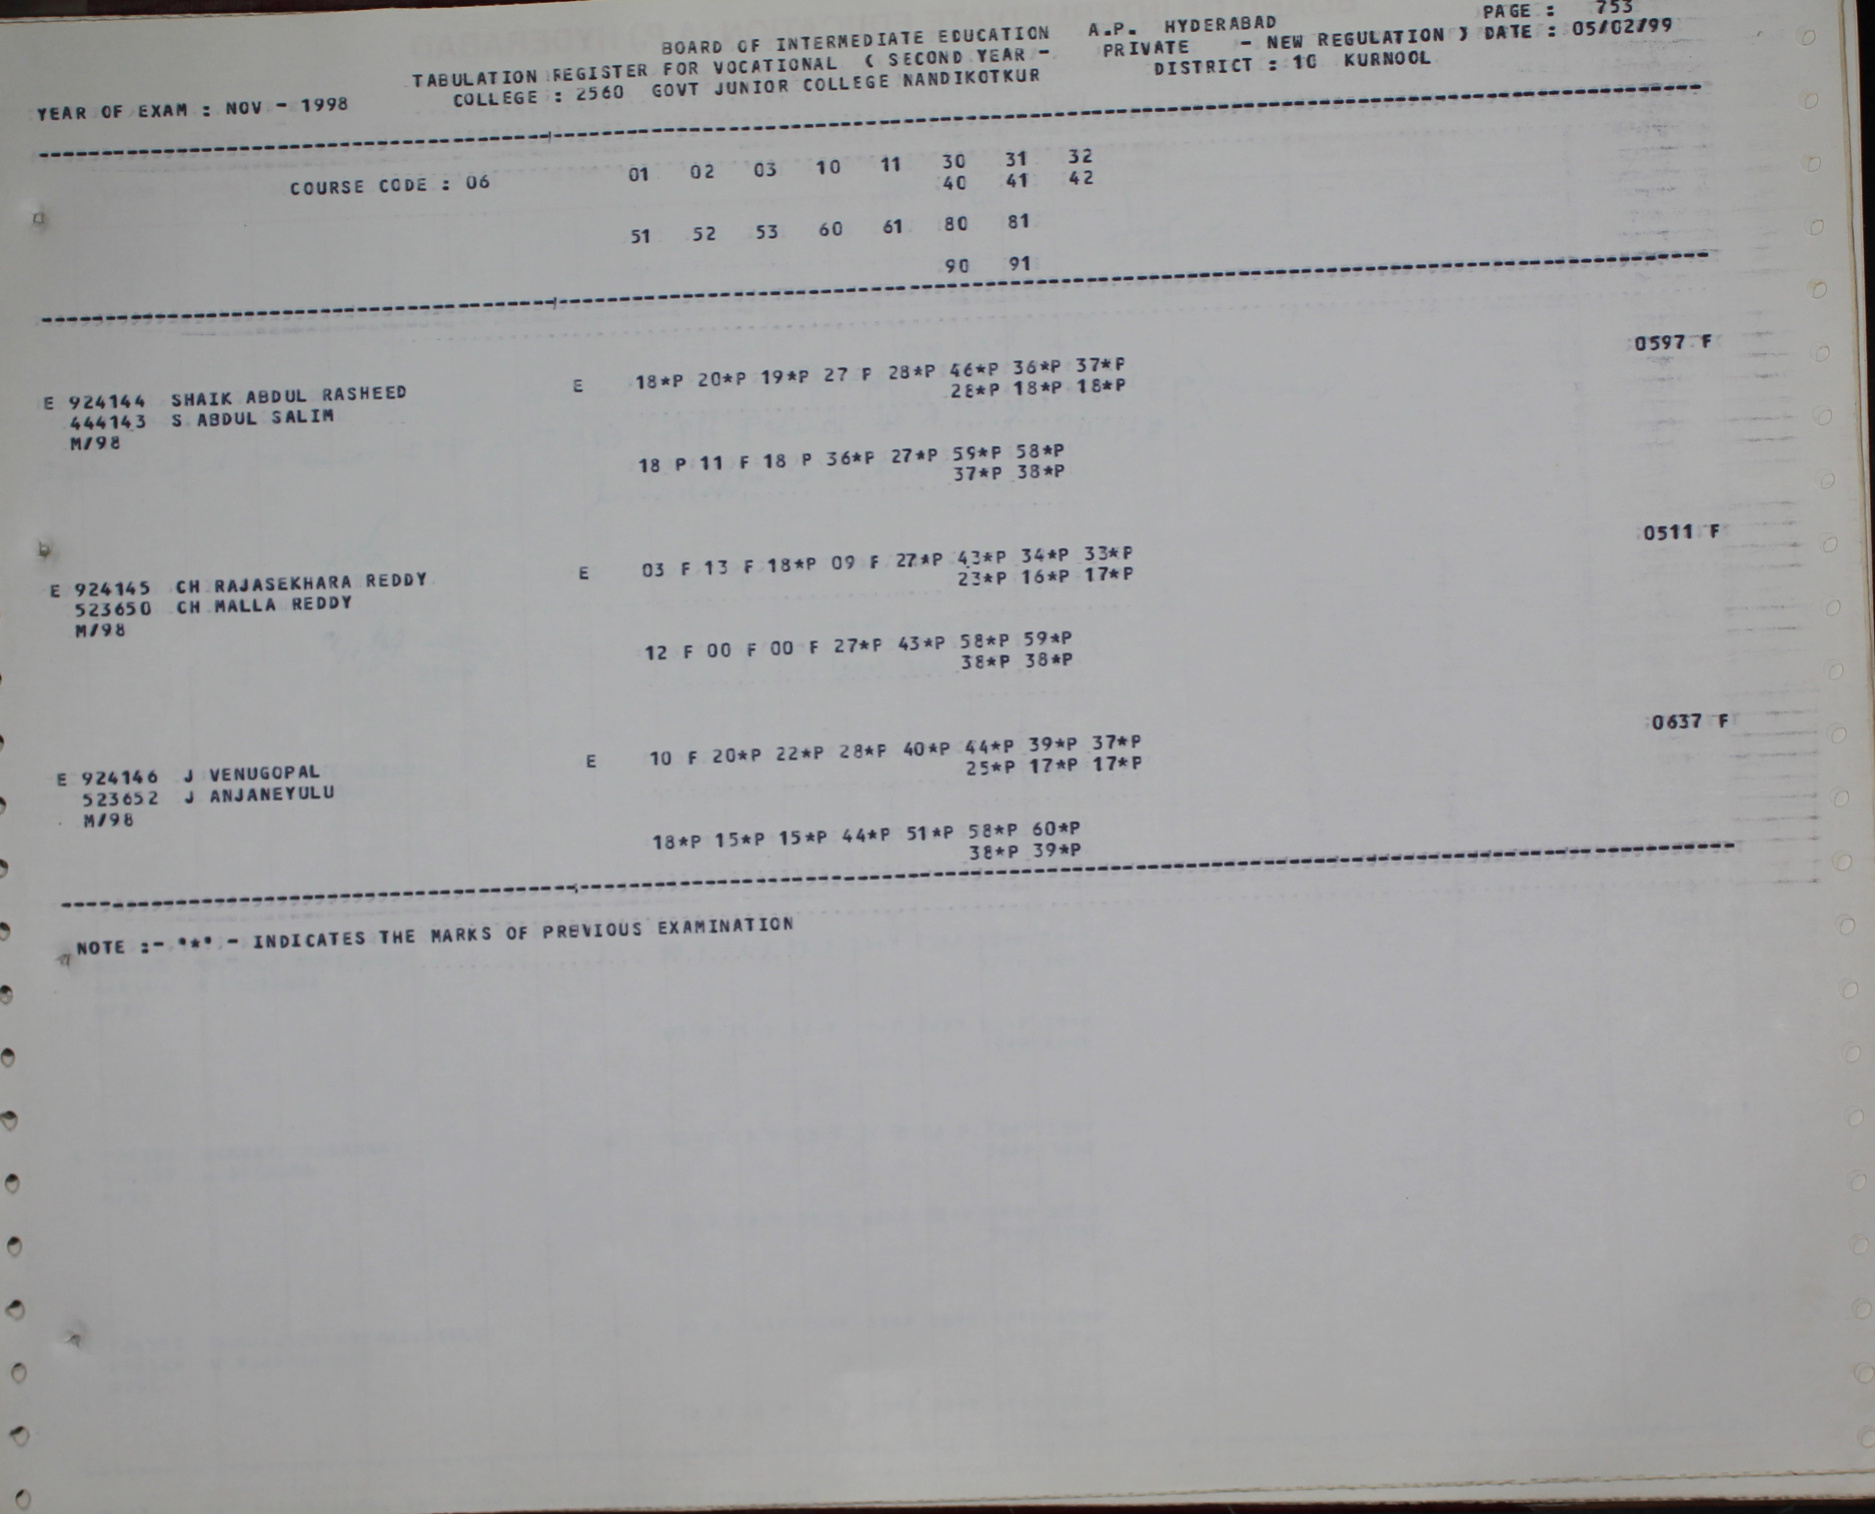 PAGE : 753
BOARD OF INTERMEDIATE EDUCATION A.P. HYDERABAD
TABULATION REGISTER FOR VOCATIONAL ( SECOND YEAR - PRIVATE - NEW REGULATION ) DATE : 05/02/99
YEAR OF EXAM : NOV - 1998 COLLEGE : 2560 GOVT JUNIOR COLLEGE NANDIKOTKUR DISTRICT : 10 KURNOOL
COURSE CODE : 06 01 02 03 10 11 30 31 32
40 41 42
51 52 53 60 61 80 81
90 91
0597 F
E 924144 SHAIK ABDUL RASHEED E 18*P 20*P 19*P 27 P 28*P 46*P 36*P 37*P
444143 S ABDUL SALIM 28*P 18*P 18*P
M/98
18 P 11 F 18 P 36*P 27*P 59*P 58*P
37*P 38*P
0511 F
E 924145 CH RAJASEKHARA REDDY E 03 F 13 F 18*P 09 F 27*P 43*P 34*P 33*P
523650 CH MALLA REDDY 23*P 16*P 17*P
M/98
12 F 00 F 00 F 27*P 43*P 58*P 59*P
38*P 38*P
0637 F
E 924146 J VENUGOPAL E 10 F 20*P 22*P 28*P 40*P 44*P 39*P 37*P
523652 J ANJANEYULU 25*P 17*P 17*P
M/98
18*P 15*P 15*P 44*P 51*P 58*P 60*P
38*P 39*P
NOTE :- '*' - INDICATES THE MARKS OF PREVIOUS EXAMINATION